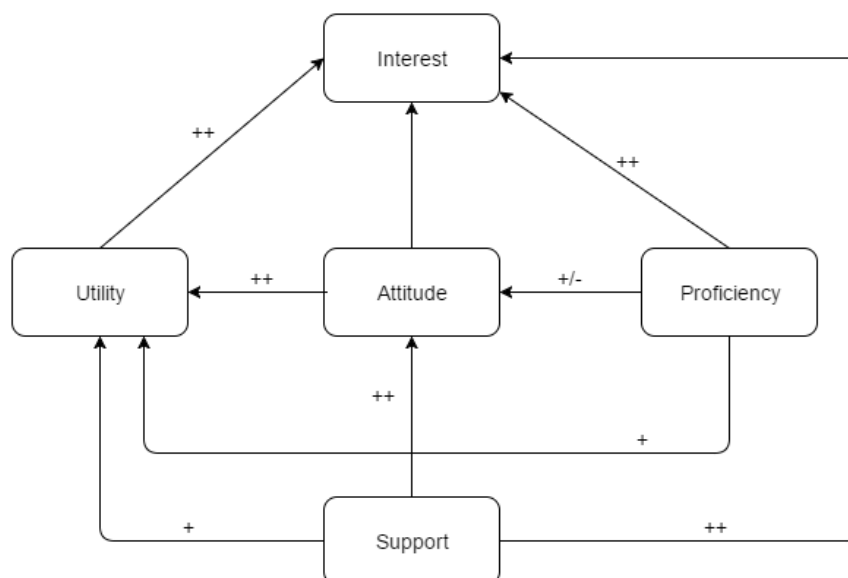 Interest
++
++
Utility
++
Attitude
+/-
Proficiency
++
+
+
Support
++